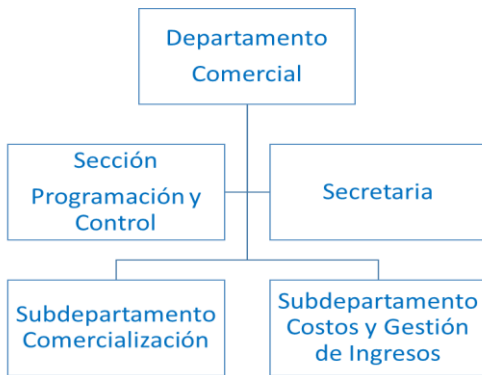 Departamento
Comercial
Sección
Programación y
Control
Secretaria
Subdepartamento
Comercialización
Subdepartamento
Costos y Gestión
de Ingresos